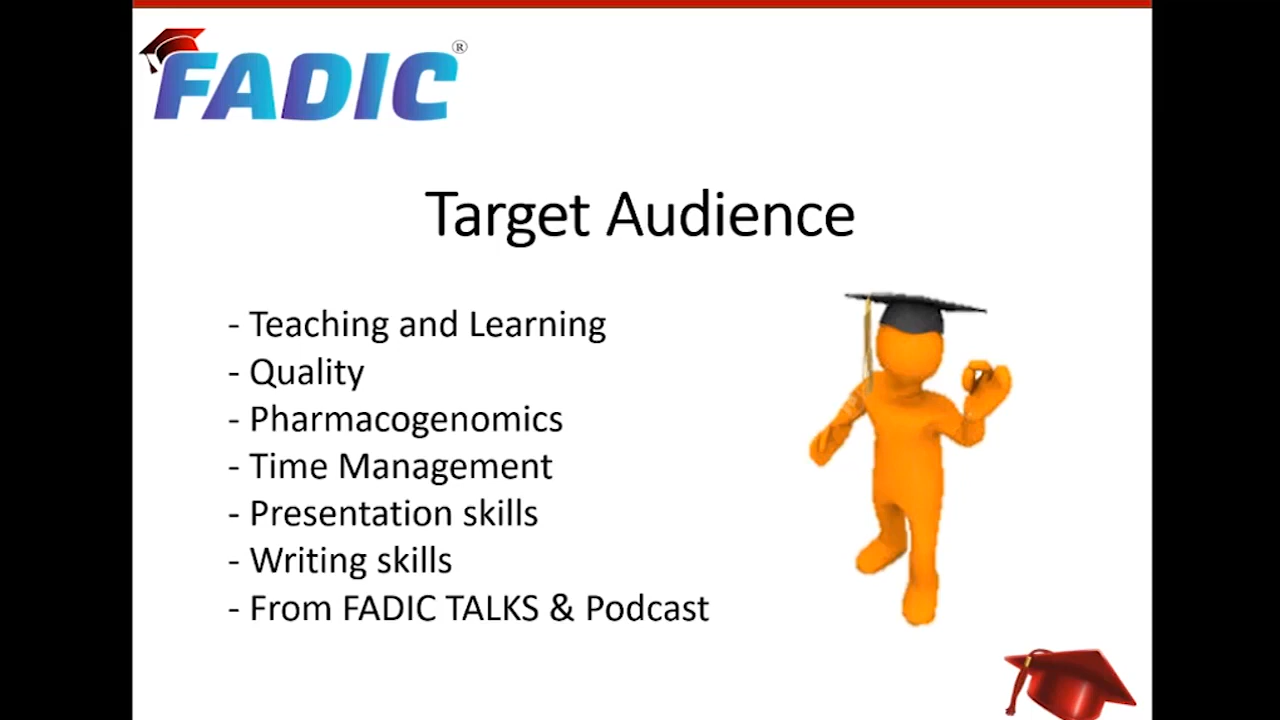 FADIC®
Target Audience
- Teaching and Learning
- Quality
- Pharmacogenomics
- Time Management
- Presentation skills
- Writing skills
- From FADIC TALKS & Podcast